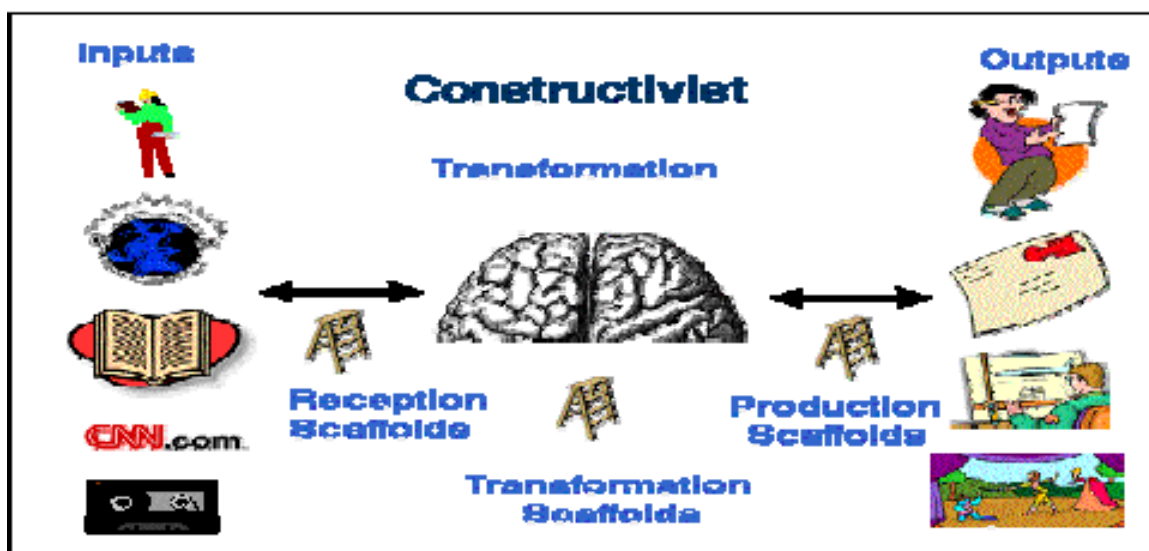 Inputs
Outputs
Constructivist
Transformation
Reception
Scaffolds
Production
Scaffolds
CNN.com
Transformation
Scaffolds